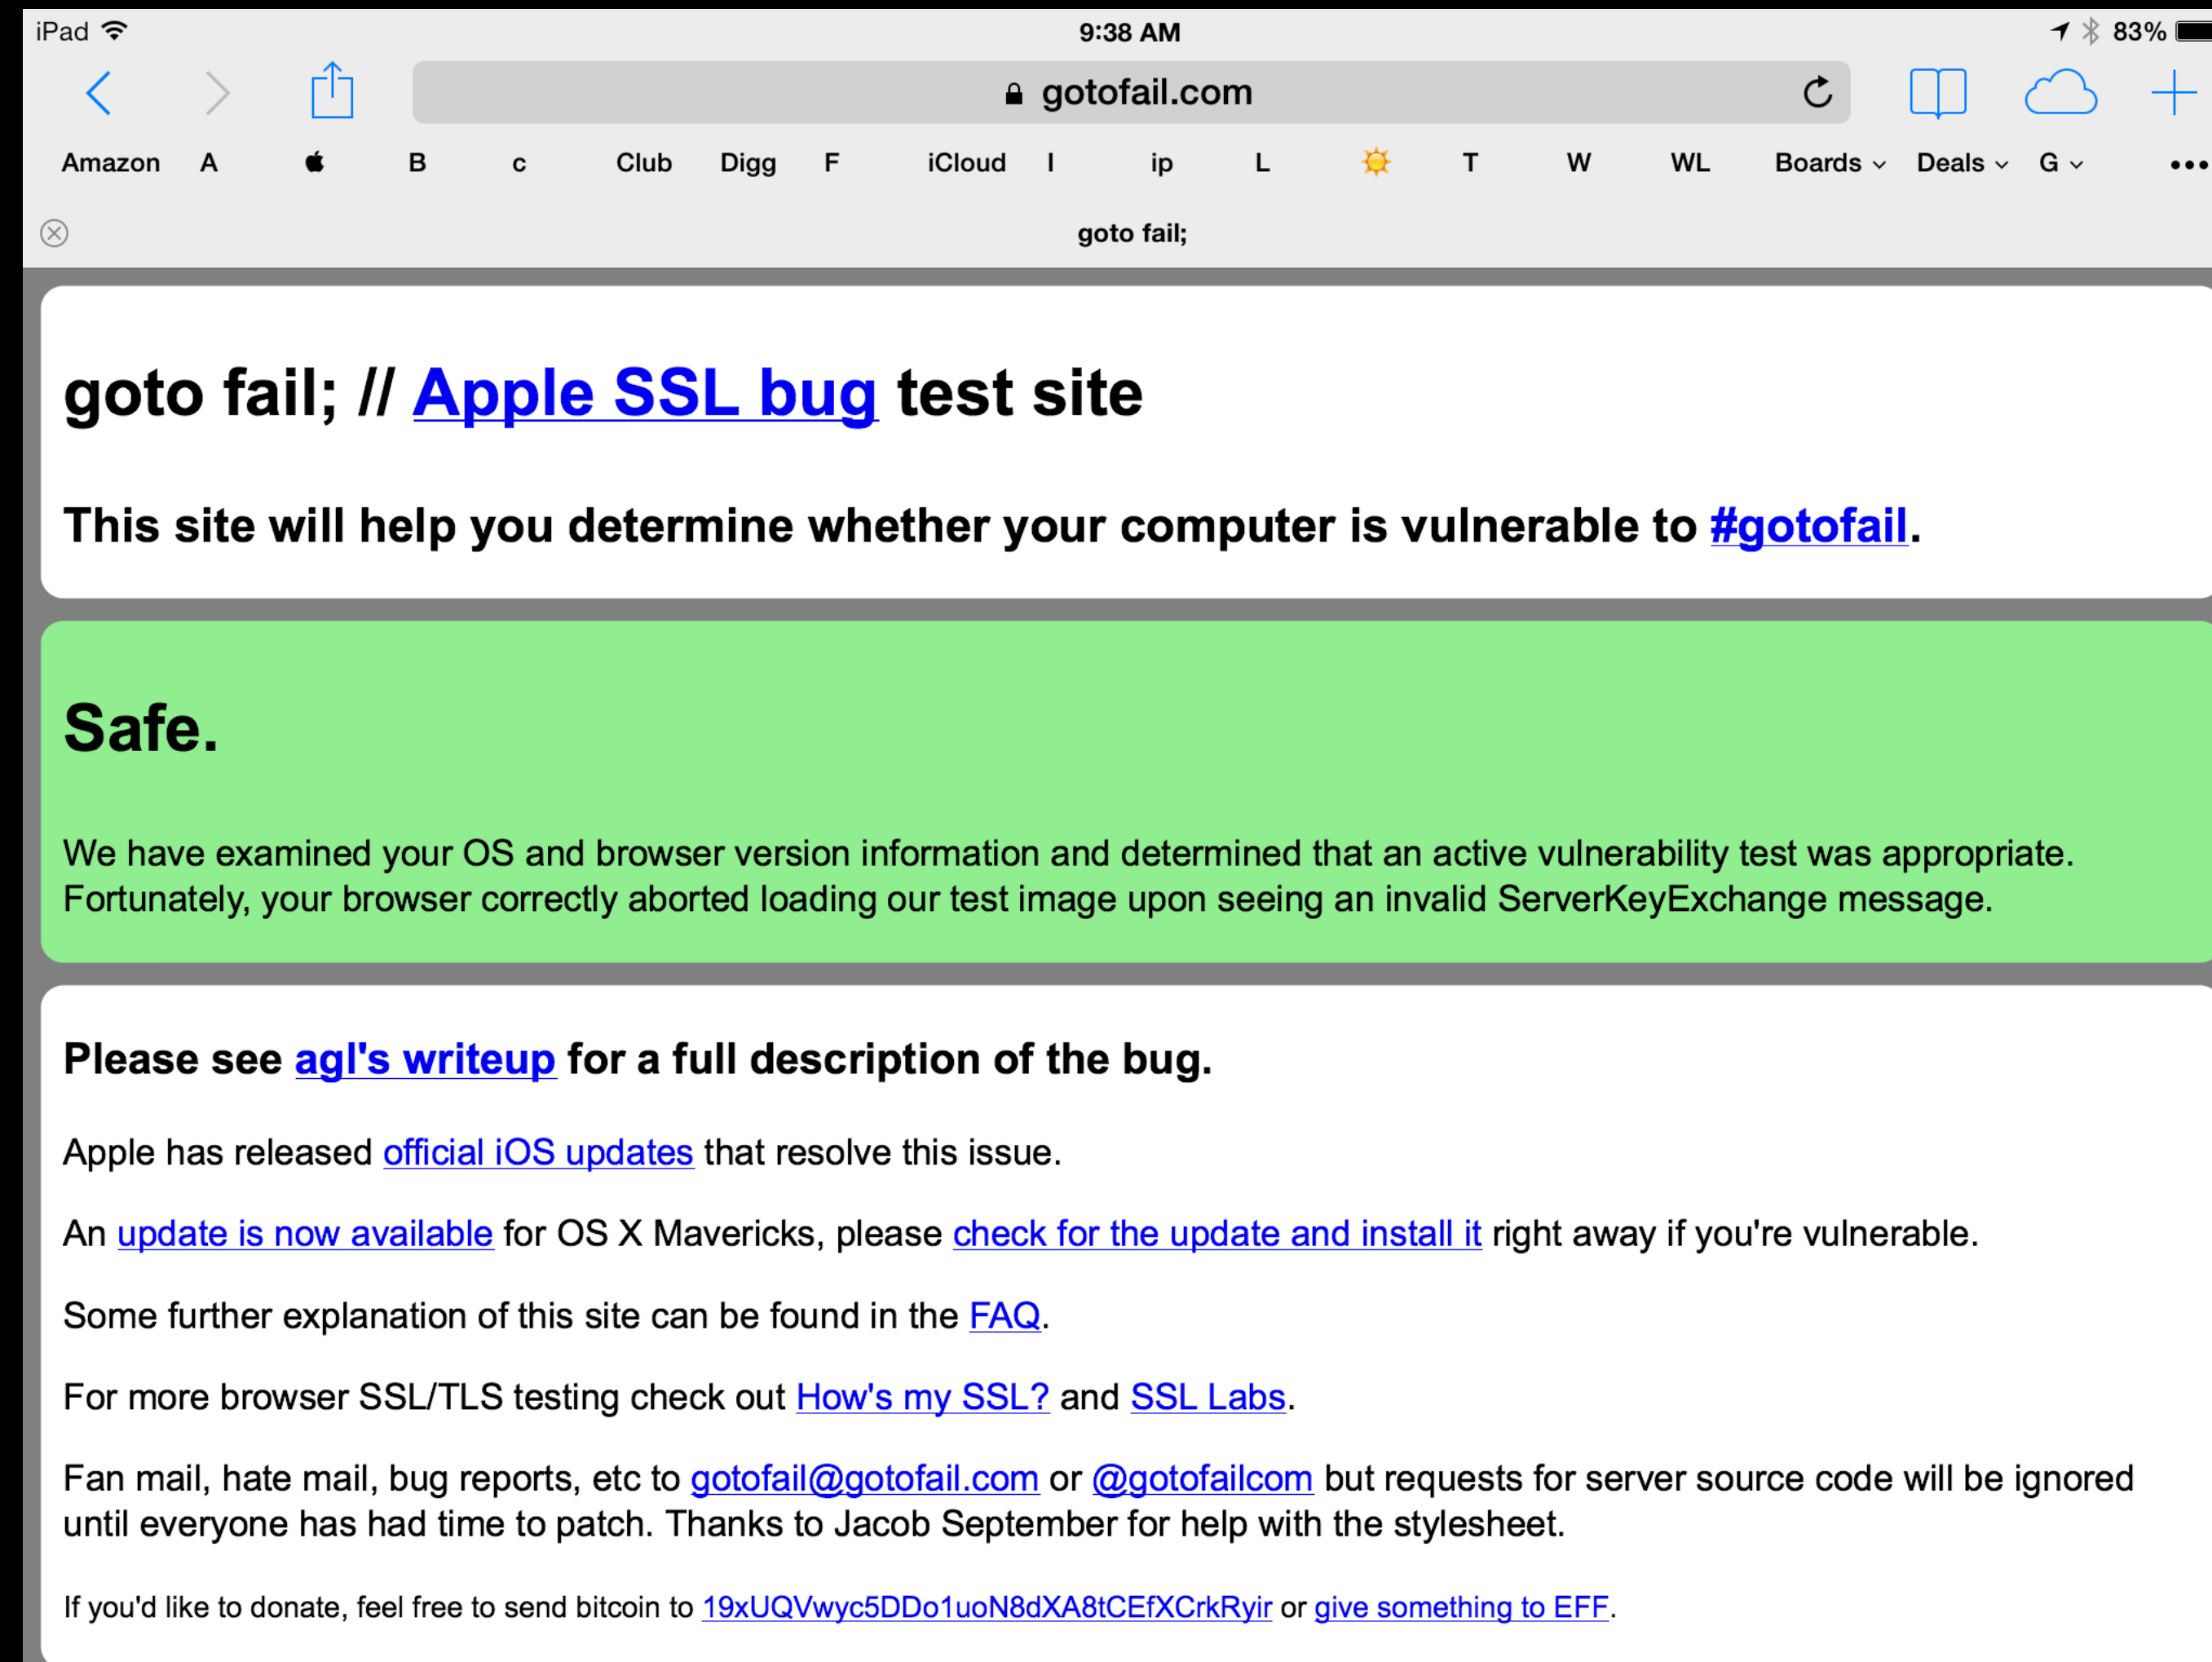 iPad 9:38 AM 83%
gotofail.com
Amazon A B c Club Digg F iCloud I ip L T W WL Boards Deals G •••
goto fail;
goto fail; // Apple SSL bug test site
This site will help you determine whether your computer is vulnerable to #gotofail.
Safe.
We have examined your OS and browser version information and determined that an active vulnerability test was appropriate.
Fortunately, your browser correctly aborted loading our test image upon seeing an invalid ServerKeyExchange message.
Please see agl's writeup for a full description of the bug.
Apple has released official iOS updates that resolve this issue.
An update is now available for OS X Mavericks, please check for the update and install it right away if you're vulnerable.
Some further explanation of this site can be found in the FAQ.
For more browser SSL/TLS testing check out How's my SSL? and SSL Labs.
Fan mail, hate mail, bug reports, etc to gotofail@gotofail.com or @gotofailcom but requests for server source code will be ignored
until everyone has had time to patch. Thanks to Jacob September for help with the stylesheet.
If you'd like to donate, feel free to send bitcoin to 19xUQVwyc5DDo1uoN8dXA8tCEfXCrkRyir or give something to EFF.